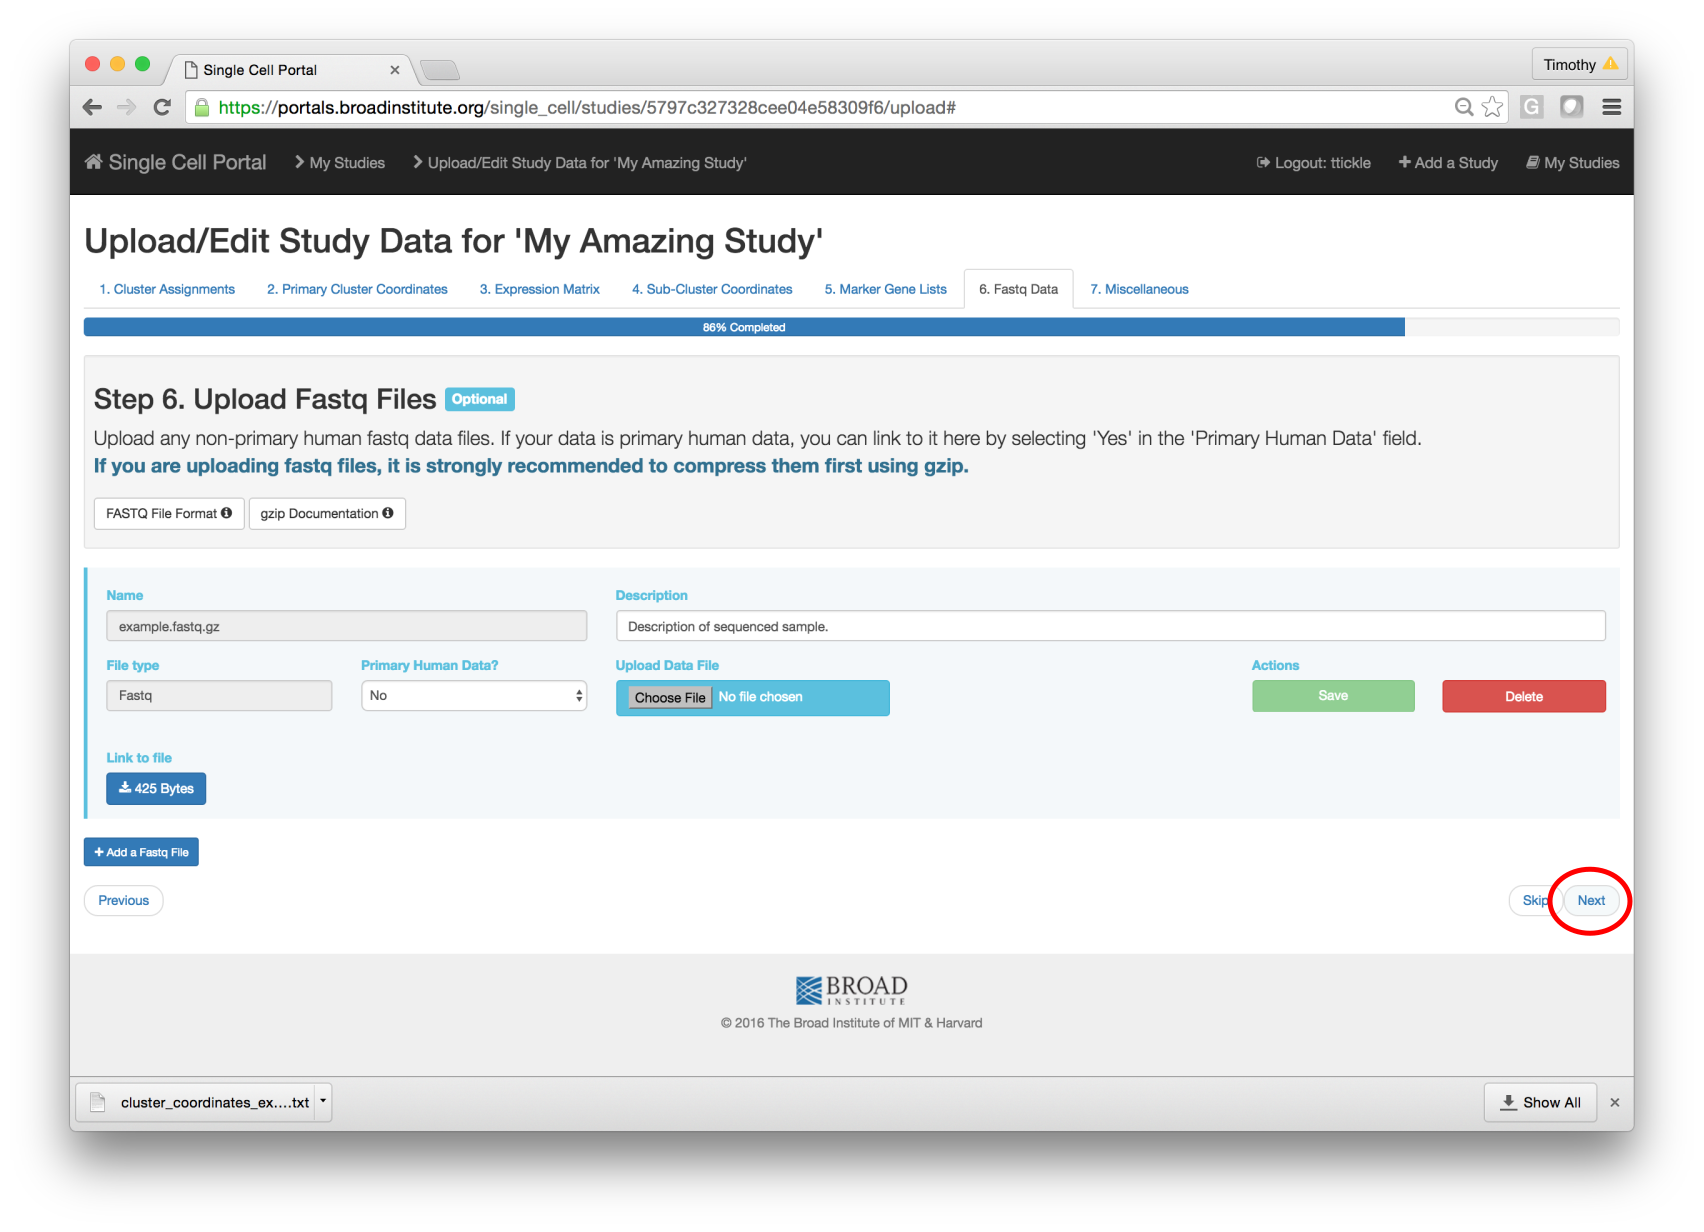 Single Cell Portal
Timothy
https://portals.broadinstitute.org/single_cell/studies/5797c327328cee04e58309f6/upload#
G
Single Cell Portal My Studies Upload/Edit Study Data for 'My Amazing Study' Logout: ttickle Add a Study My Studies
Upload/Edit Study Data for 'My Amazing Study'
1. Cluster Assignments 2. Primary Cluster Coordinates 3. Expression Matrix 4. Sub-Cluster Coordinates 5. Marker Gene Lists 6. Fastq Data 7. Miscellaneous
86% Completed
Step 6. Upload Fastq Files Optional
Upload any non-primary human fastq data files. If your data is primary human data, you can link to it here by selecting 'Yes' in the 'Primary Human Data' field.
If you are uploading fastq files, it is strongly recommended to compress them first using gzip.
FASTQ File Format gzip Documentation
Name Description
example.fastq.gz Description of sequenced sample.
File type Primary Human Data? Upload Data File Actions
Fastq No Choose File No file chosen Save Delete
Link to file
425 Bytes
+ Add a Fastq File
Previous Skip Next
BROAD
INSTITUTE
© 2016 The Broad Institute of MIT & Harvard
cluster_coordinates_ex....txt Show All